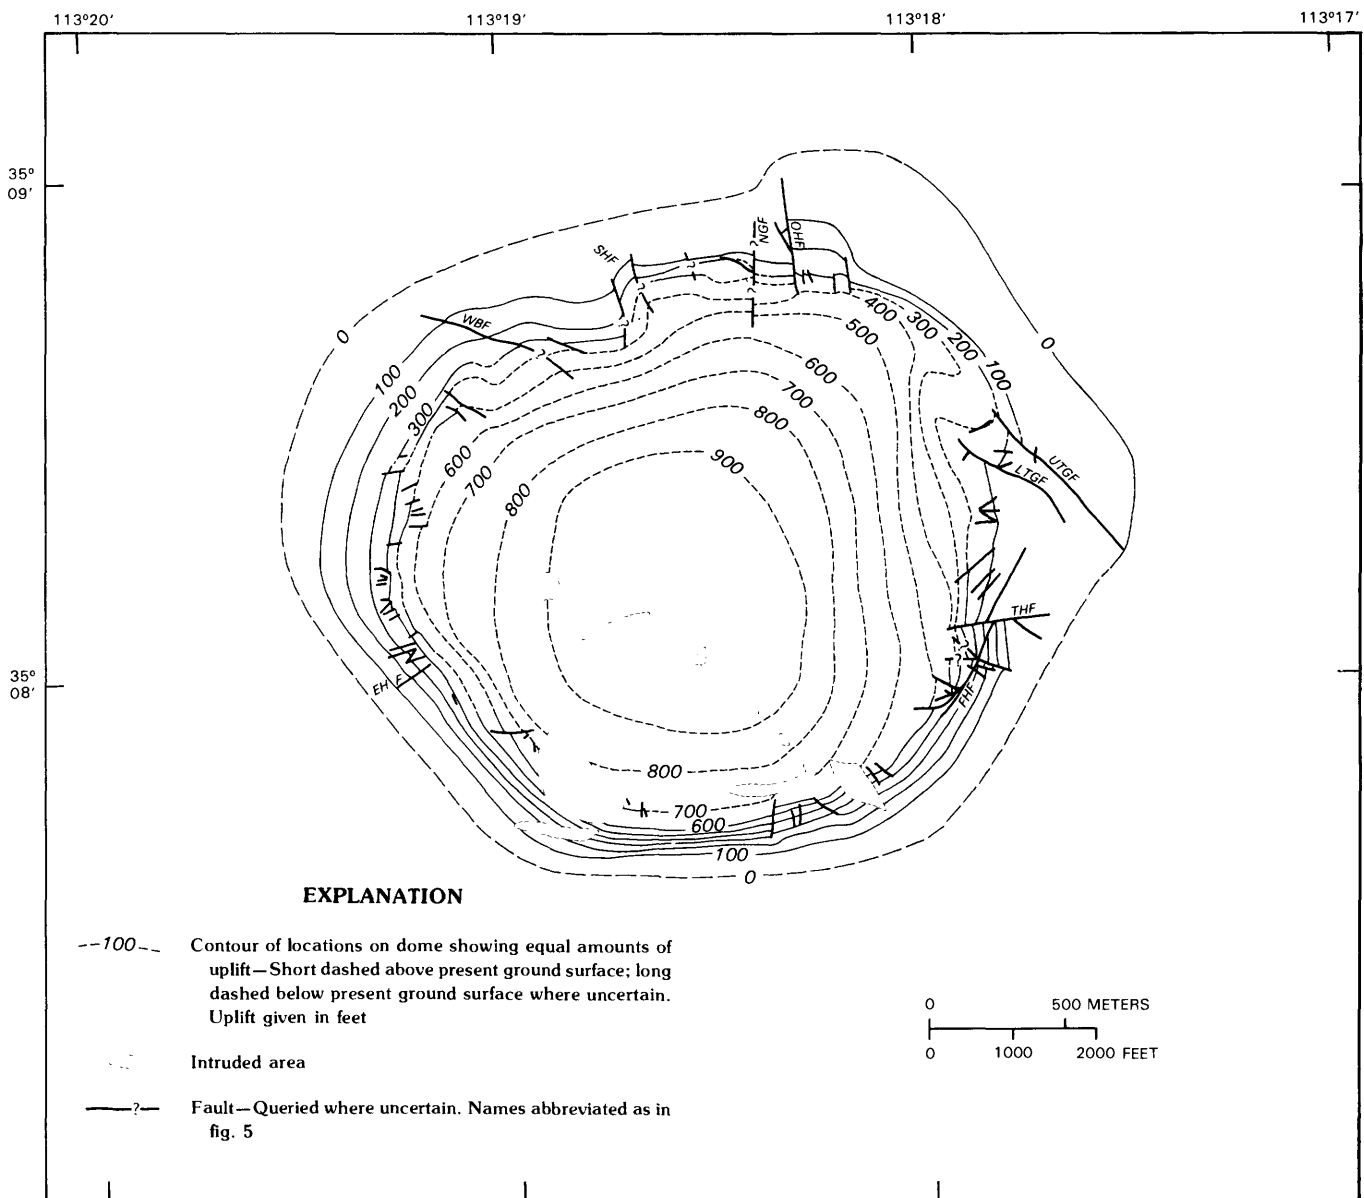 113°20' 113°19' 113°18' 113°17'
35°
09'
NGF
OHF
SHF
WBF
0
400
300
500
200
0
600
100
100
700
200
800
300
600
900
UTGF
LTGF
700
800
THF
35°
08'
EHF
FHF
800
700
600
100
0
EXPLANATION
--100-- Contour of locations on dome showing equal amounts of
uplift—Short dashed above present ground surface; long
dashed below present ground surface where uncertain.
Uplift given in feet
0 500 METERS
0 1000 2000 FEET
Intruded area
—?— Fault—Queried where uncertain. Names abbreviated as in
fig. 5